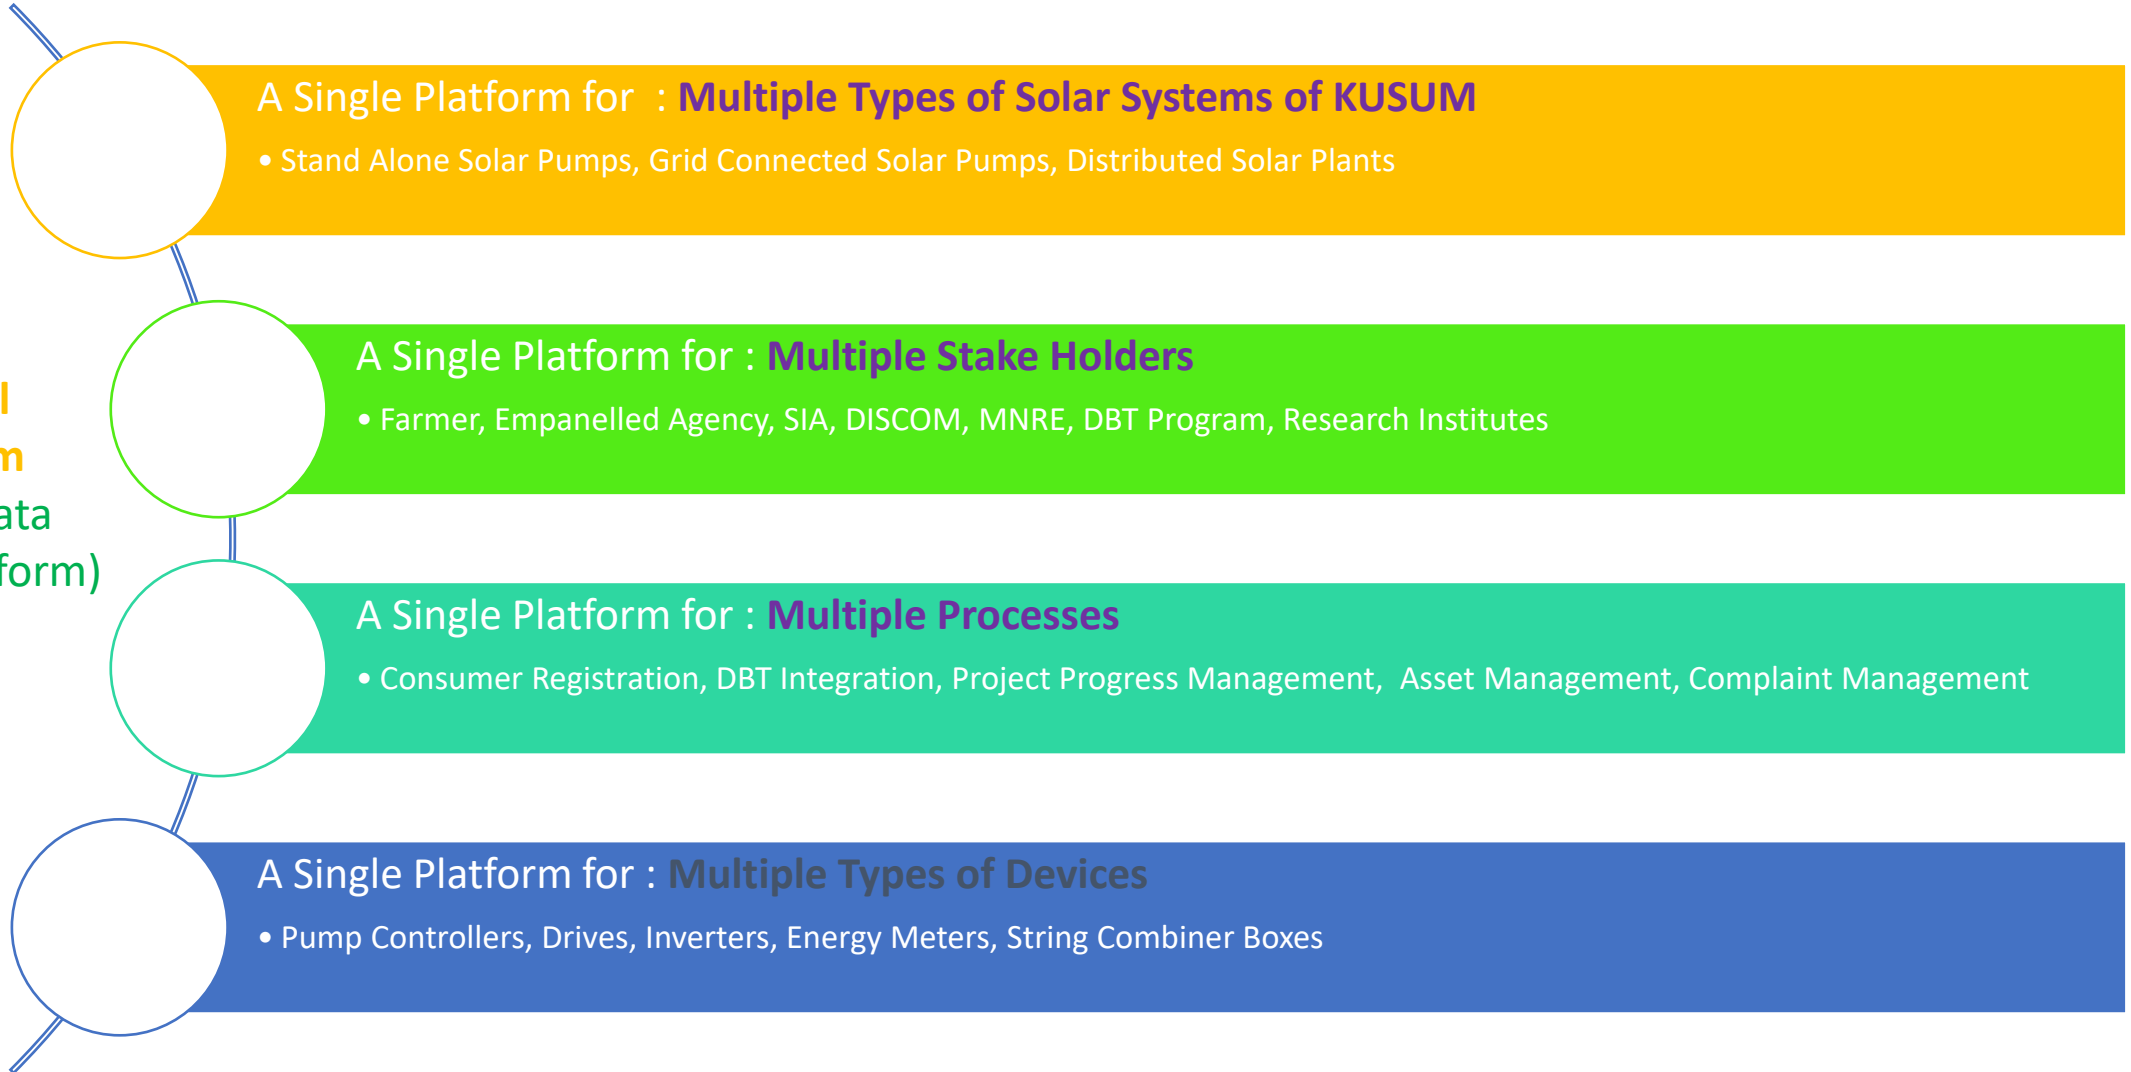 A Single Platform for : Multiple Types of Solar Systems of KUSUM
• Stand Alone Solar Pumps, Grid Connected Solar Pumps, Distributed Solar Plants
A Single Platform for : Multiple Stake Holders
• Farmer, Empanelled Agency, SIA, DISCOM, MNRE, DBT Program, Research Institutes
A Single Platform for : Multiple Processes
• Consumer Registration, DBT Integration, Project Progress Management, Asset Management, Complaint Management
A Single Platform for : Multiple Types of Devices
• Pump Controllers, Drives, Inverters, Energy Meters, String Combiner Boxes